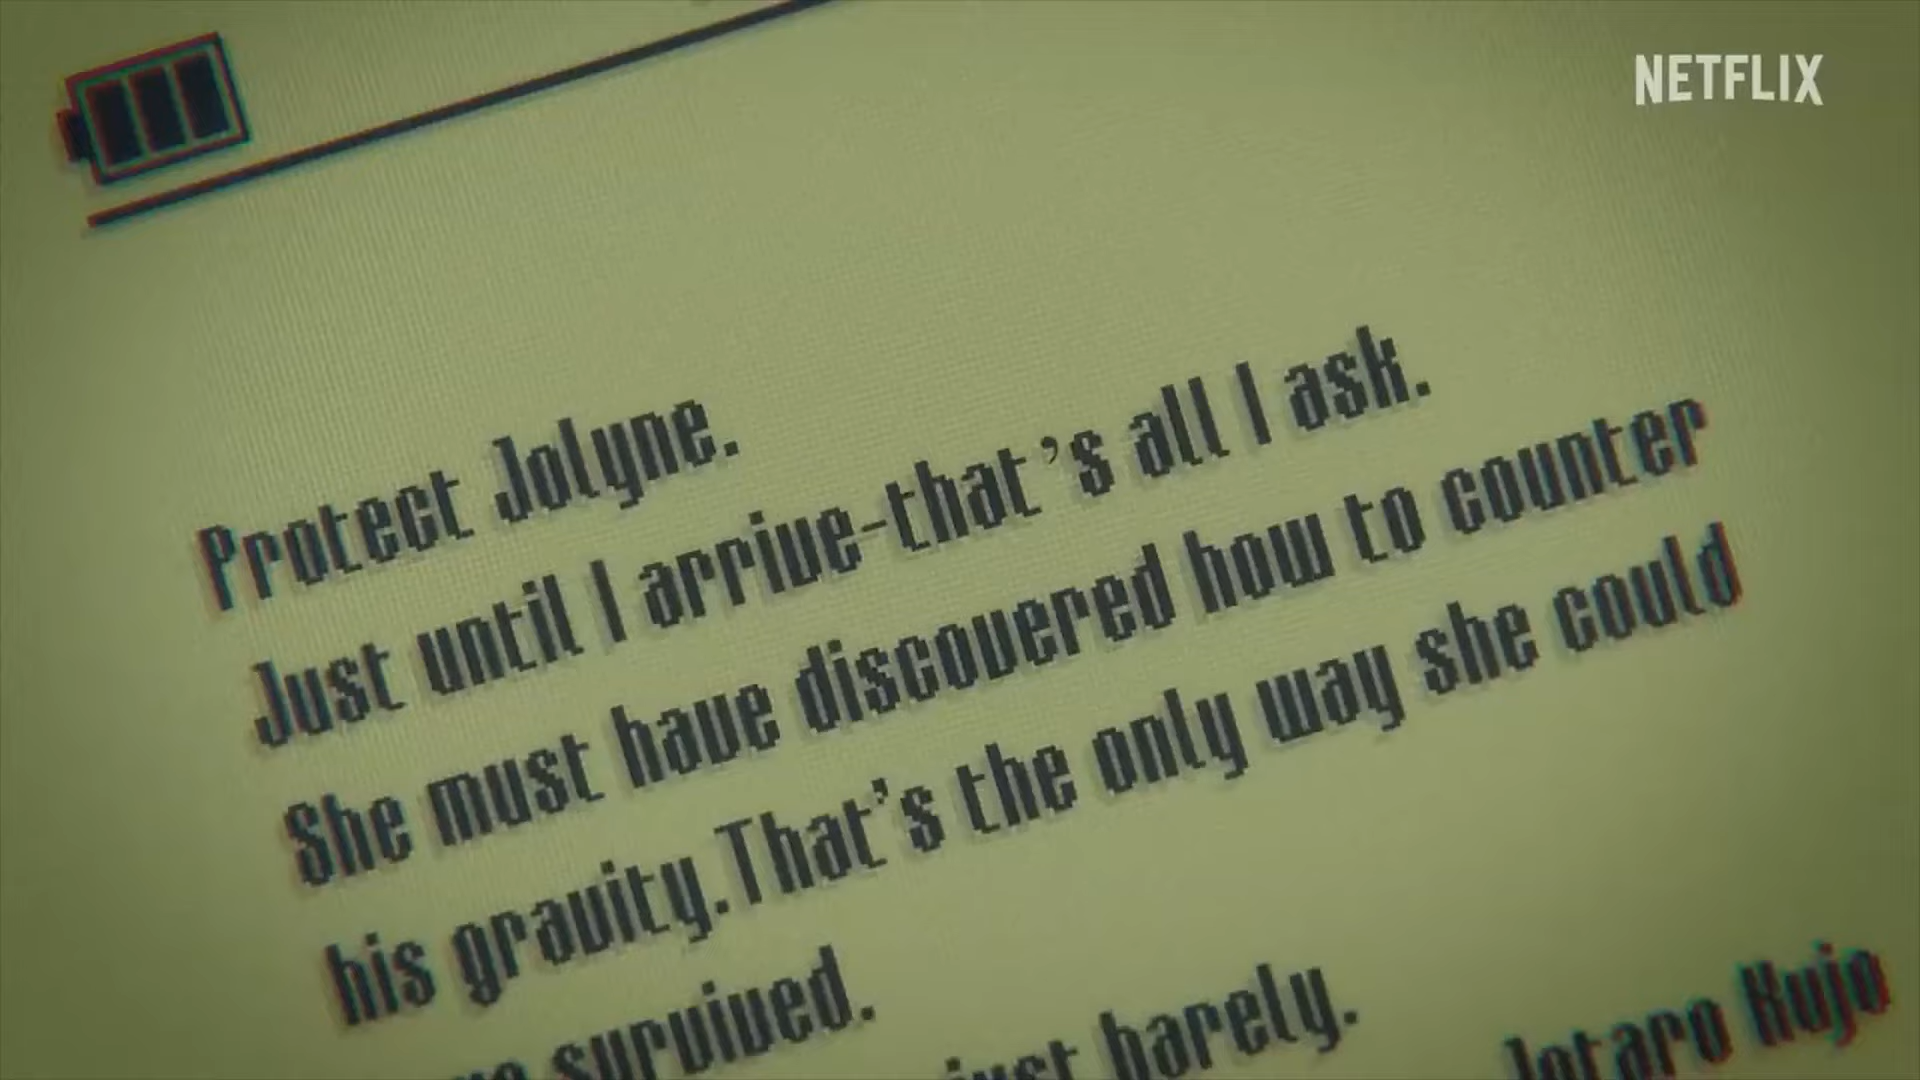 NETFLIX
Protect Jolyne.
Just until I arrive-that's all I ask.
She must have discovered how to counter
his gravity.That's the only way she could
survived.
just barely.
Jotaro Kujo